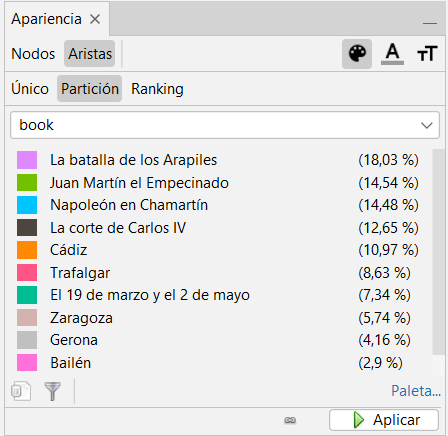 Apariencia
Nodos Aristas A TT
Único Partición Ranking
book
La batalla de los Arapiles (18,03 %)
Juan Martín el Empecinado (14,54 %)
Napoleón en Chamartín (14,48 %)
La corte de Carlos IV (12,65 %)
Cádiz (10,97 %)
Trafalgar (8,63 %)
El 19 de marzo y el 2 de mayo (7,34 %)
Zaragoza (5,74 %)
Gerona (4,16 %)
Bailén (2,9 %)
Paleta...
Aplicar